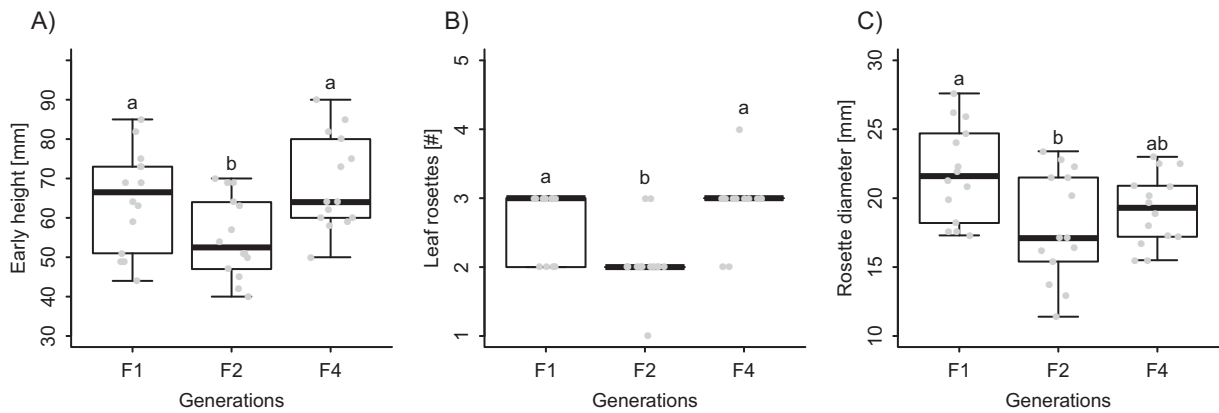 A)
Early height [mm]
30 40 50 60 70 80 90
a b a
F1 F2 F4
Generations
B)
Leaf rosettes [#]
1 2 3 4 5
a b a
F1 F2 F4
Generations
C)
Rosette diameter [mm]
10 15 20 25 30
a b ab
F1 F2 F4
Generations